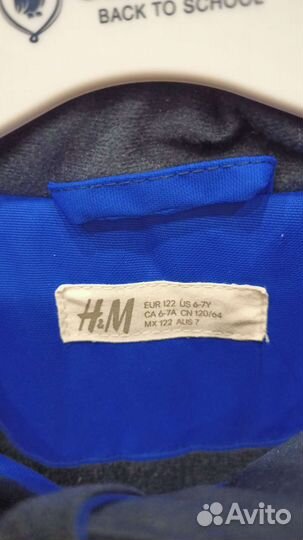 BACK TO SCHOOL
H&M
EUR 122 US 6-7Y
CA 6-7A CN 120/64
MX 122 AUS 7
Avito